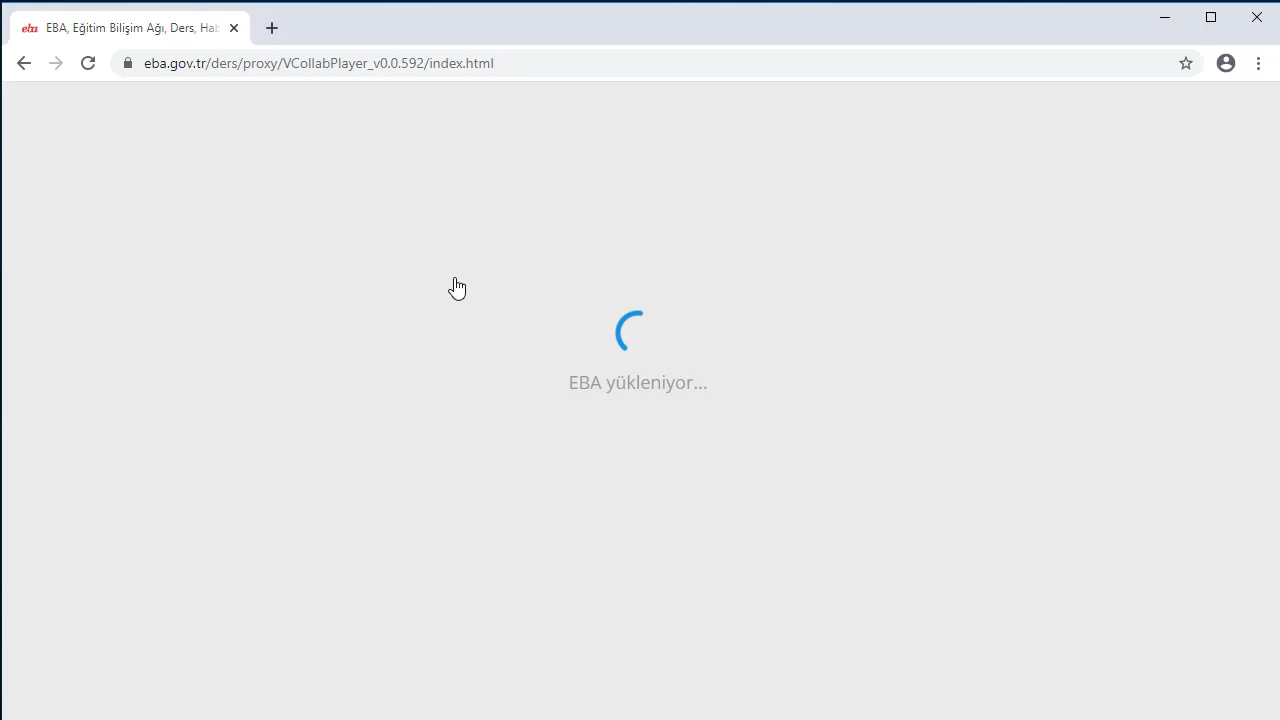 eba EBA, Eğitim Bilişim Ağı, Ders, Hab
eba.gov.tr/ders/proxy/VCollabPlayer_v0.0.592/index.html
EBA yükleniyor...